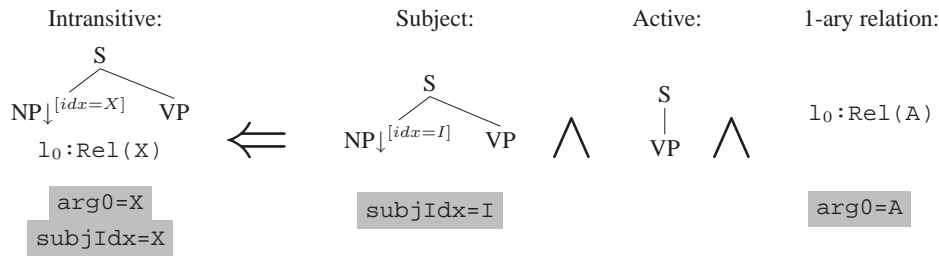 Intransitive: Subject: Active: 1-ary relation:
S
NP↓[idx=X] VP
l₀:Rel(X)
arg0=X
subjIdx=X
⇐
S
NP↓[idx=I] VP
subjIdx=I
∧
S
VP
∧
l₀:Rel(A)
arg0=A